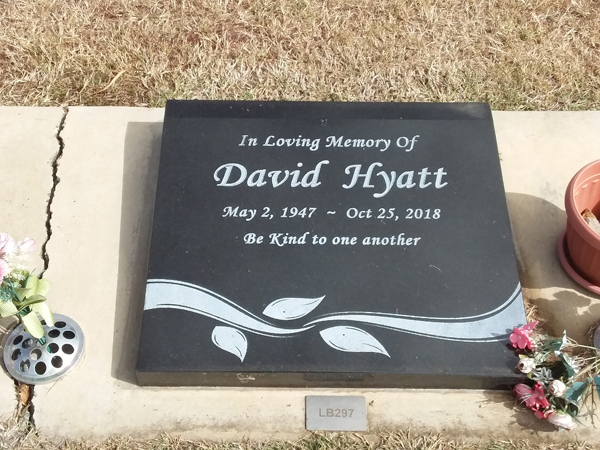 In Loving Memory Of
David Hyatt
May 2, 1947 ~ Oct 25, 2018
Be Kind to one another
LB297